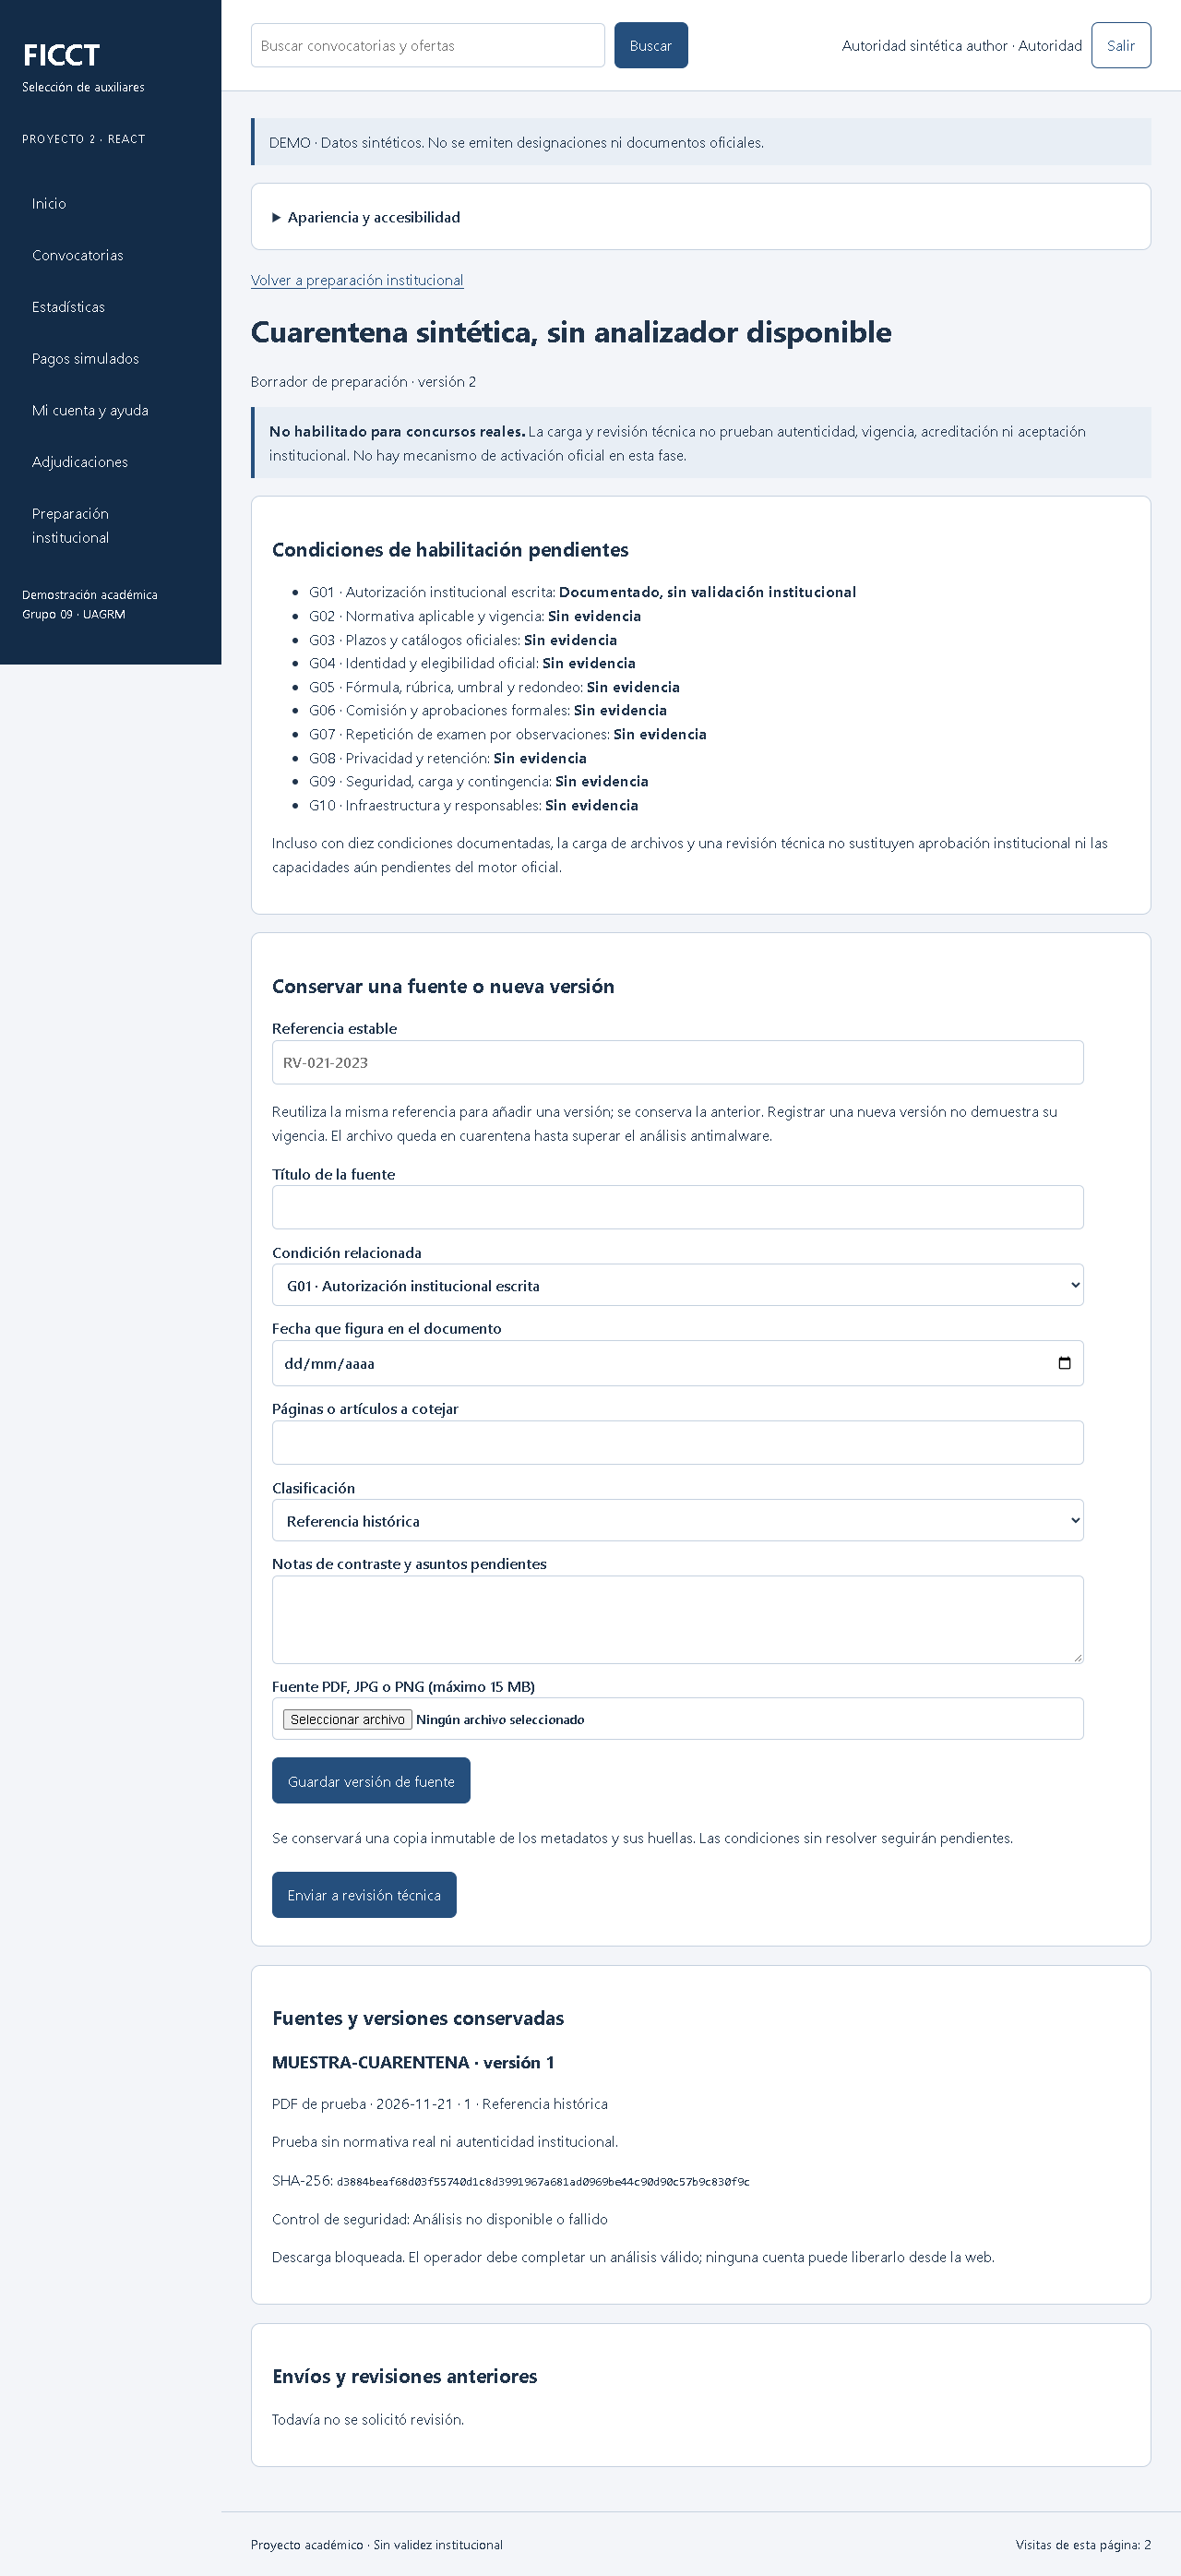 FICCT
Selección de auxiliares
PROYECTO 2 · REACT
Inicio
Convocatorias
Estadísticas
Pagos simulados
Mi cuenta y ayuda
Adjudicaciones
Preparación
institucional
Demostración académica
Grupo 09 · UAGRM
Buscar convocatorias y ofertas
Buscar
Autoridad sintética author · Autoridad
Salir
DEMO · Datos sintéticos. No se emiten designaciones ni documentos oficiales.
Apariencia y accesibilidad
Volver a preparación institucional
Cuarentena sintética, sin analizador disponible
Borrador de preparación · versión 2
No habilitado para concursos reales. La carga y revisión técnica no prueban autenticidad, vigencia, acreditación ni aceptación
institucional. No hay mecanismo de activación oficial en esta fase.
Condiciones de habilitación pendientes
G01 · Autorización institucional escrita: Documentado, sin validación institucional
G02 · Normativa aplicable y vigencia: Sin evidencia
G03 · Plazos y catálogos oficiales: Sin evidencia
G04 · Identidad y elegibilidad oficial: Sin evidencia
G05 · Fórmula, rúbrica, umbral y redondeo: Sin evidencia
G06 · Comisión y aprobaciones formales: Sin evidencia
G07 · Repetición de examen por observaciones: Sin evidencia
G08 · Privacidad y retención: Sin evidencia
G09 · Seguridad, carga y contingencia: Sin evidencia
G10 · Infraestructura y responsables: Sin evidencia
Incluso con diez condiciones documentadas, la carga de archivos y una revisión técnica no sustituyen aprobación institucional ni las
capacidades aún pendientes del motor oficial.
Conservar una fuente o nueva versión
Referencia estable
RV-021-2023
Reutiliza la misma referencia para añadir una versión; se conserva la anterior. Registrar una nueva versión no demuestra su
vigencia. El archivo queda en cuarentena hasta superar el análisis antimalware.
Título de la fuente
Condición relacionada
G01 · Autorización institucional escrita
Fecha que figura en el documento
dd/mm/aaaa
Páginas o artículos a cotejar
Clasificación
Referencia histórica
Notas de contraste y asuntos pendientes
Fuente PDF, JPG o PNG (máximo 15 MB)
Seleccionar archivo Ningún archivo seleccionado
Guardar versión de fuente
Se conservará una copia inmutable de los metadatos y sus huellas. Las condiciones sin resolver seguirán pendientes.
Enviar a revisión técnica
Fuentes y versiones conservadas
MUESTRA-CUARENTENA · versión 1
PDF de prueba · 2026-11-21 · 1 · Referencia histórica
Prueba sin normativa real ni autenticidad institucional.
SHA-256: d3884beaf68d03f55740d1c8d3991967a681ad0969be44c90d90c57b9c830f9c
Control de seguridad: Análisis no disponible o fallido
Descarga bloqueada. El operador debe completar un análisis válido; ninguna cuenta puede liberarlo desde la web.
Envíos y revisiones anteriores
Todavía no se solicitó revisión.
Proyecto académico · Sin validez institucional
Visitas de esta página: 2